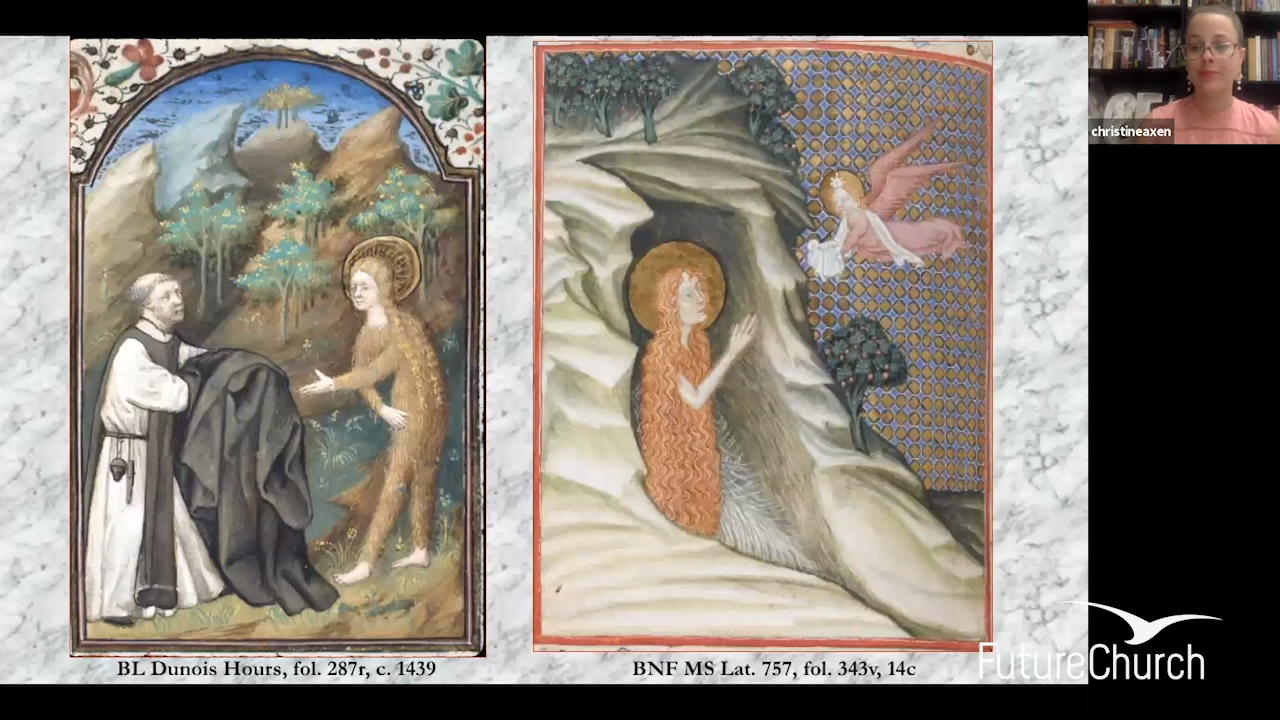 christineaxen
BL Dunois Hours, fol. 287r, c. 1439
BNF MS Lat. 757, fol. 343v, 14c
FutureChurch